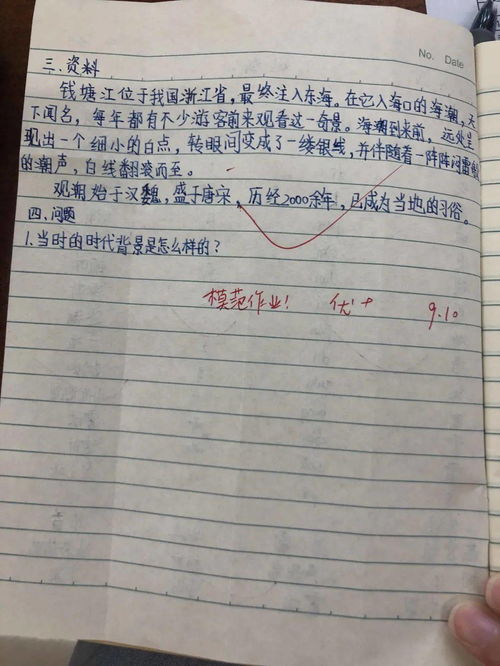 No. Date
三、资料
钱塘江位于我国浙江省，最终注入东海。在它入海口的海潮，天
下闻名，每年都有不少游客前来观看这一奇景。海潮到来前，远处呈
现出一个细小的白点，转眼间变成了一缕银线，并伴随着一阵阵闷雷般
的潮声，白线翻滚而至。
观潮始于汉魏，盛于唐宋，历经2000余年，已成为当地的习俗。
四、问题
1.当时的时代背景是怎么样的？
模范作业！ 优++ 9.10